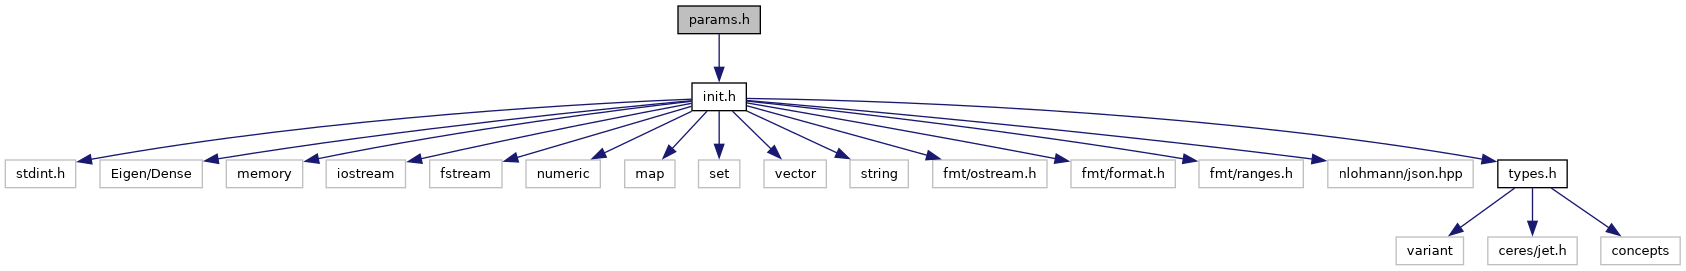 params.h
init.h
stdint.h
Eigen/Dense
memory
iostream
fstream
numeric
map
set
vector
string
fmt/ostream.h
fmt/format.h
fmt/ranges.h
nlohmann/json.hpp
types.h
variant
ceres/jet.h
concepts